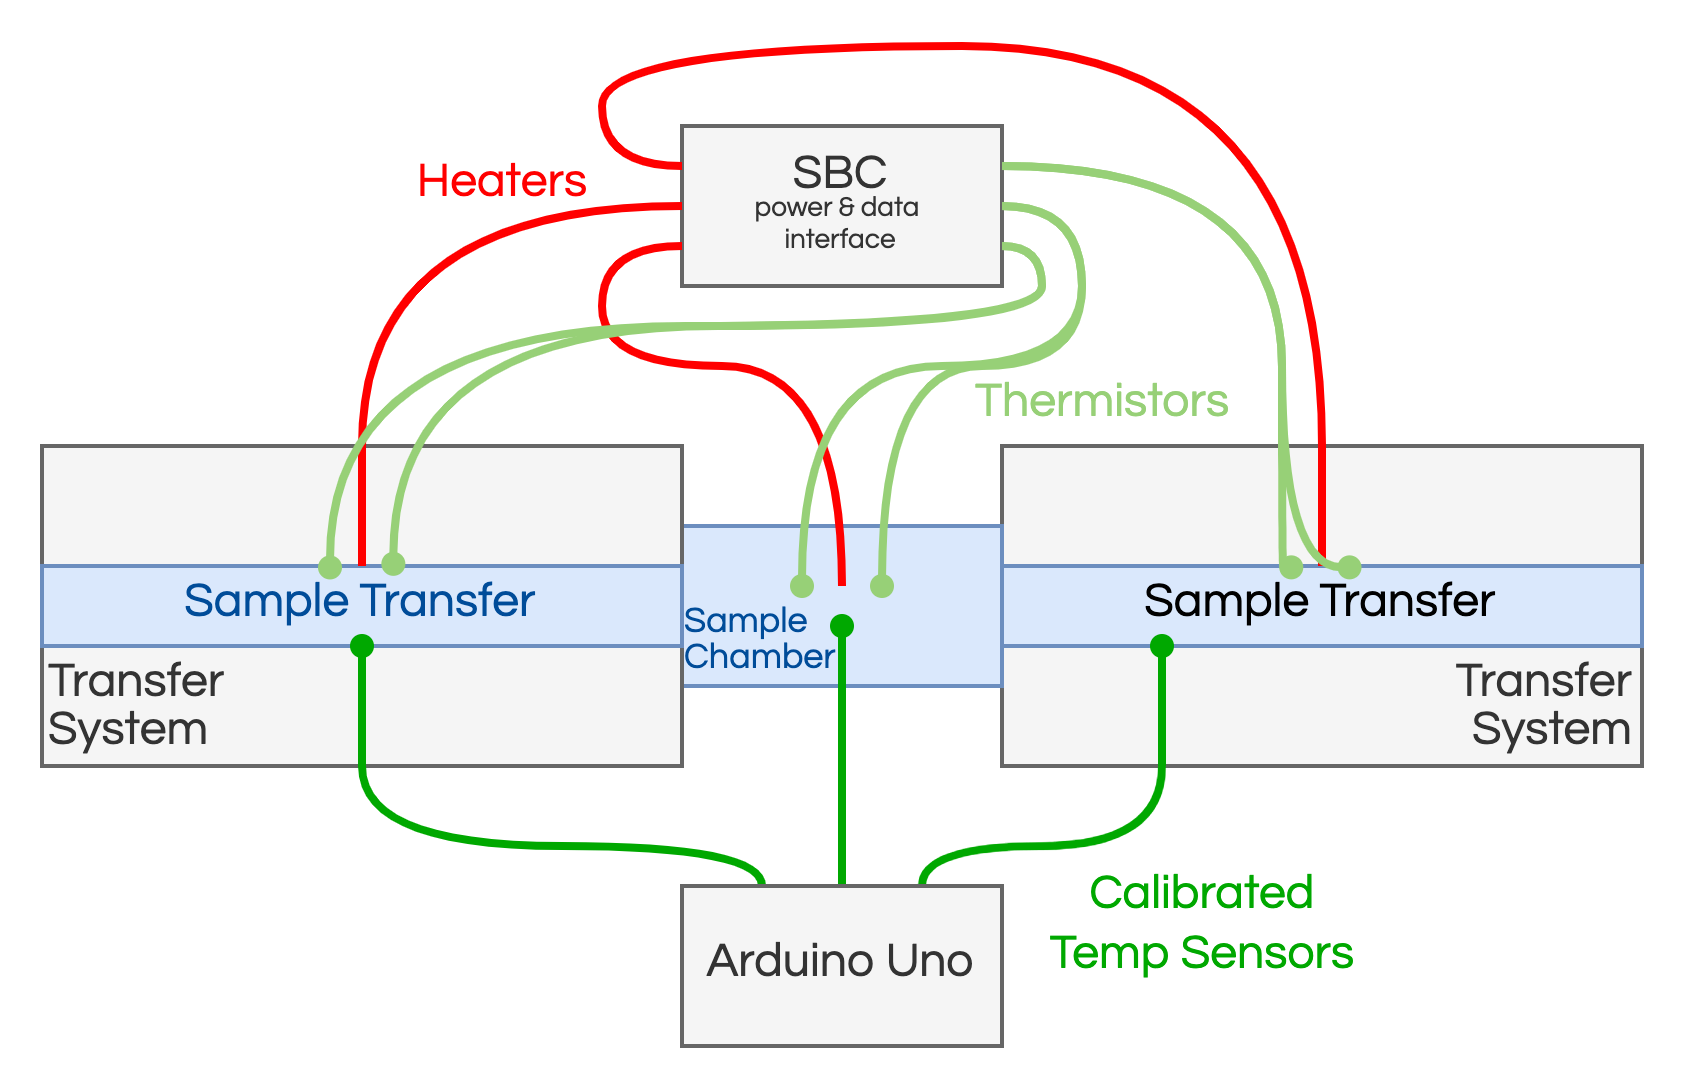 SBC
power & data
interface
Heaters
Thermistors
Sample Transfer
Sample
Chamber
Sample Transfer
Transfer
System
Transfer
System
Calibrated
Temp Sensors
Arduino Uno